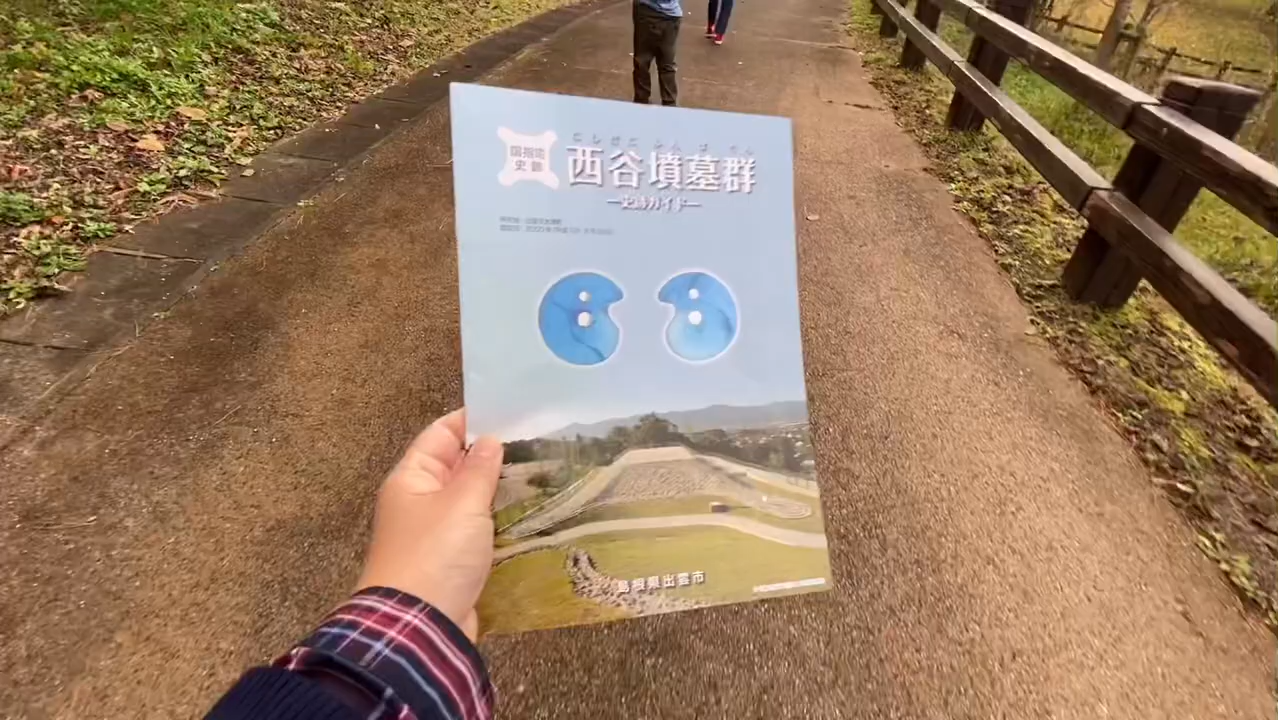 国指定
史跡
にしだにふんぼぐん
西谷墳墓群
―史跡ガイド―
島根県出雲市